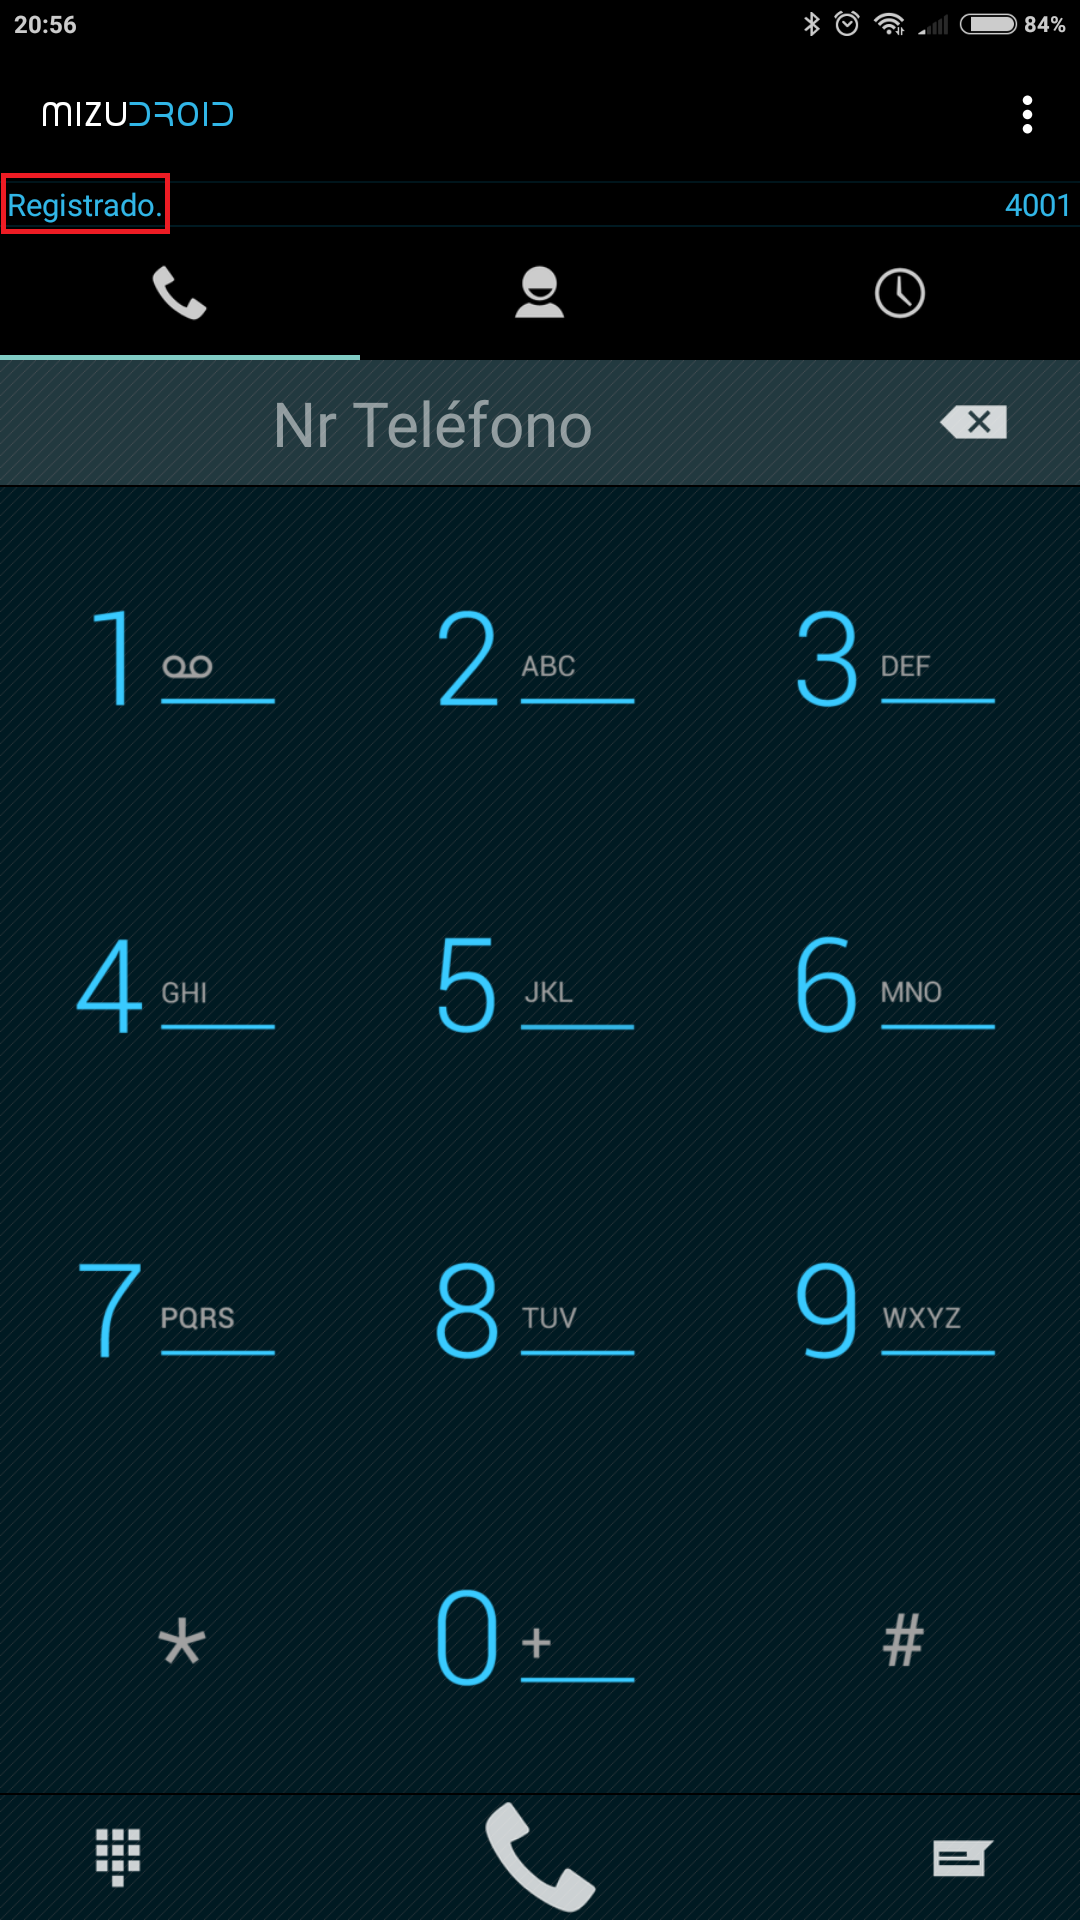 20:56 84%
MIZUDROID
Registrado. 4001
Nr Teléfono
1 2 ABC 3 DEF
4 GHI 5 JKL 6 MNO
7 PQRS 8 TUV 9 WXYZ
* 0 + #